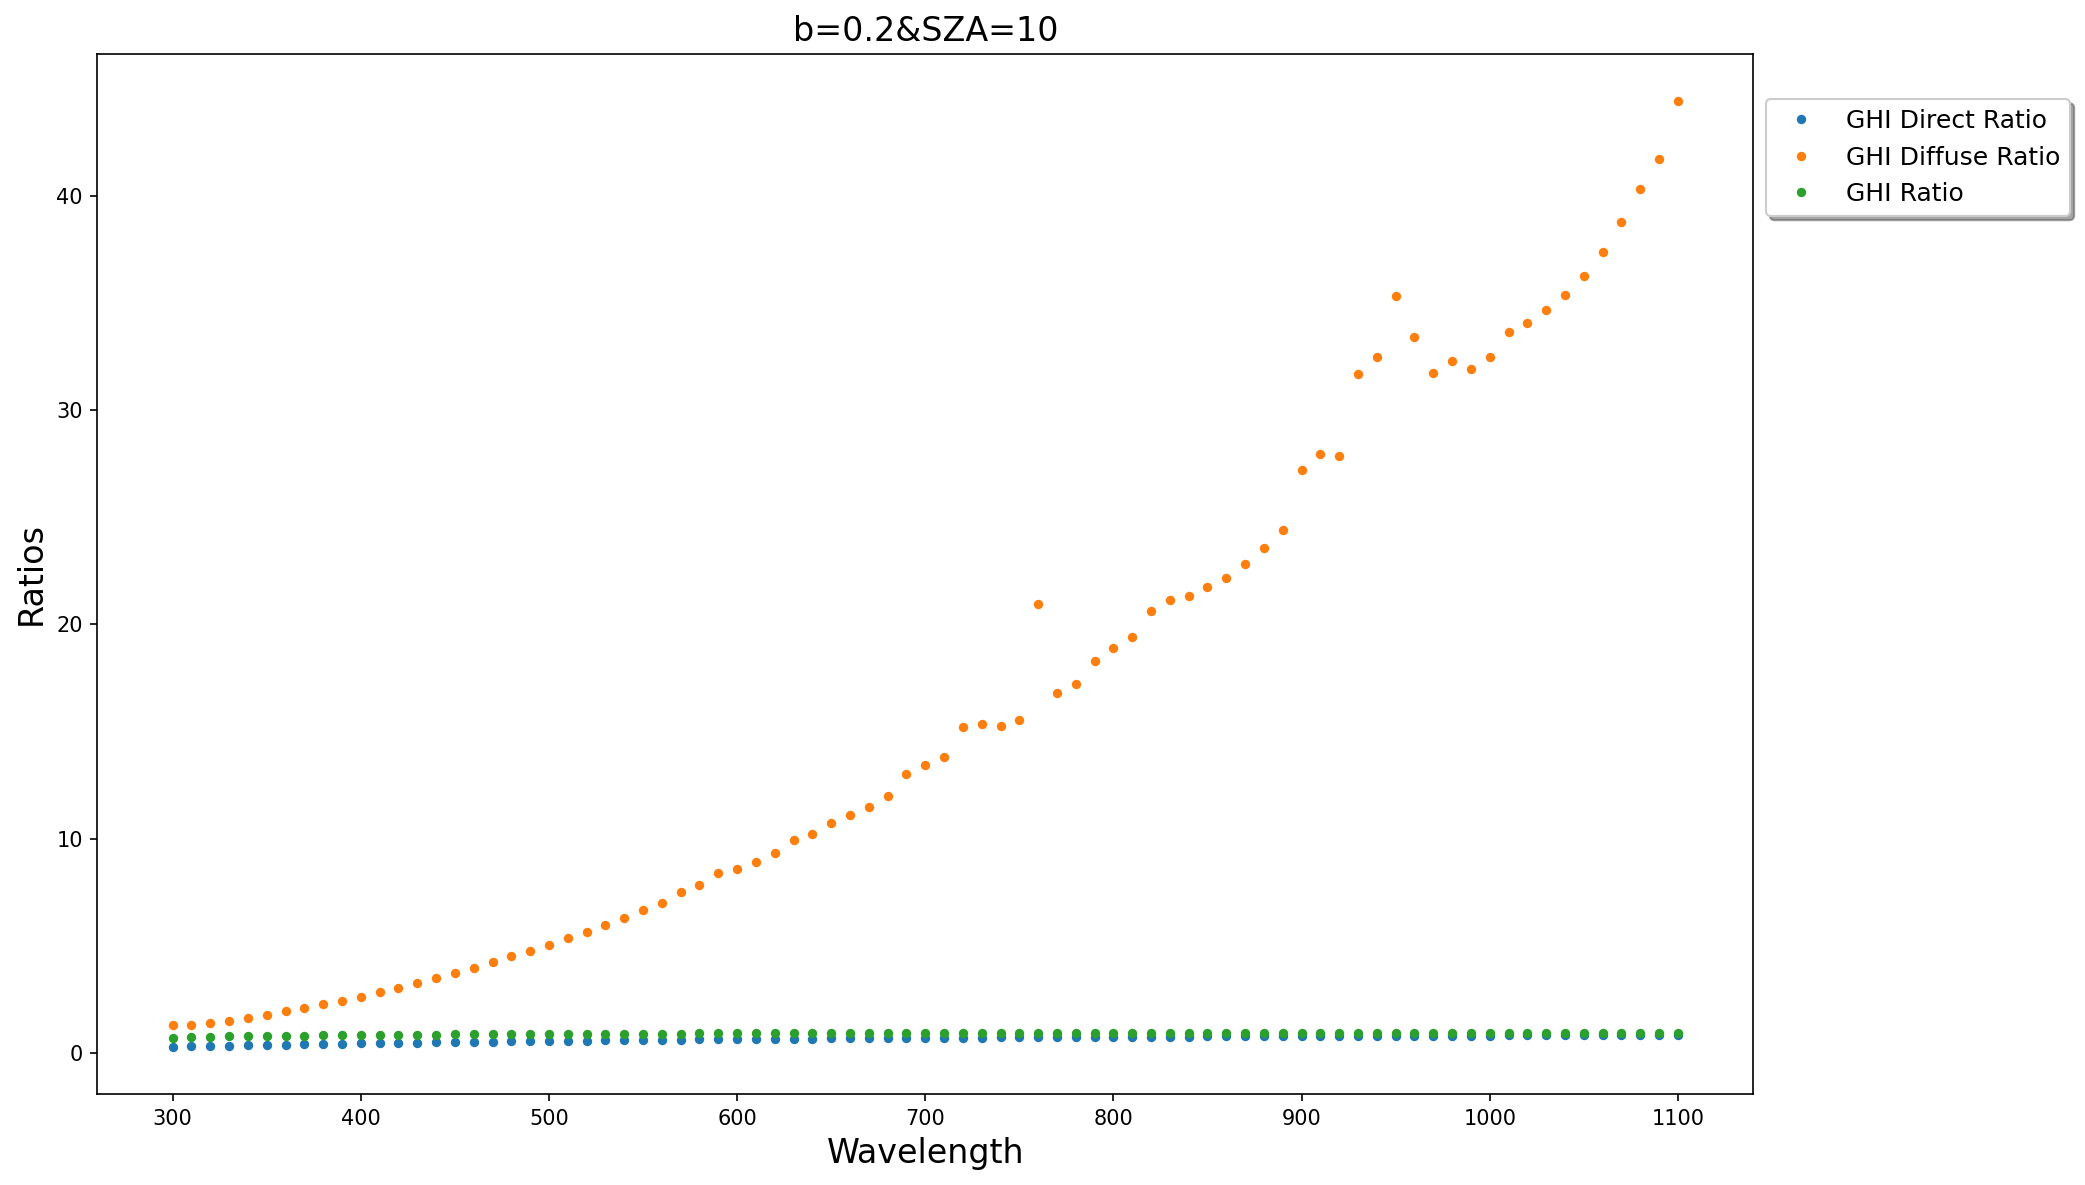 b=0.2&SZA=10
GHI Direct Ratio
GHI Diffuse Ratio
GHI Ratio
Ratios
40
30
20
10
0
300 400 500 600 700 800 900 1000 1100
Wavelength